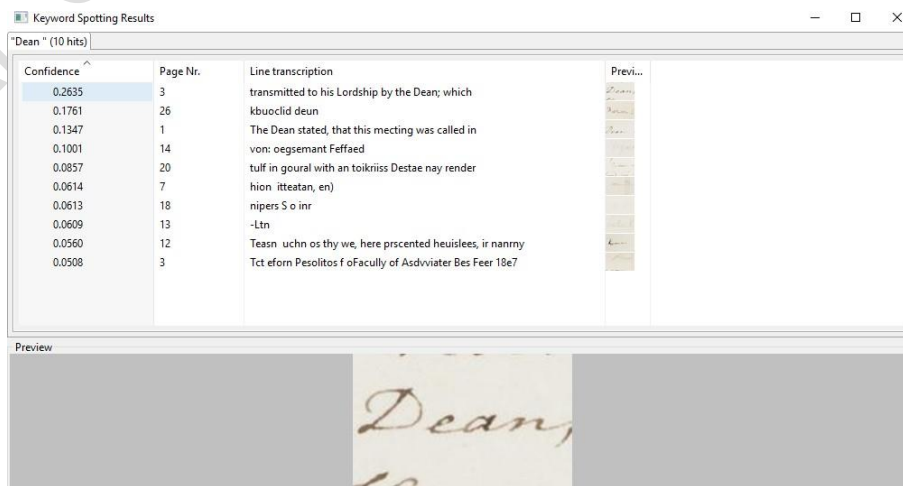 Keyword Spotting Results
"Dean " (10 hits)
Confidence Page Nr. Line transcription Previ...
0.2635 3 transmitted to his Lordship by the Dean; which
0.1761 26 kbuoclid deun
0.1347 1 The Dean stated, that this mecting was called in
0.1001 14 von: oegsemant Feffaed
0.0857 20 tulf in goural with an toikriiss Destae nay render
0.0614 7 hion itteatan, en)
0.0613 18 nipers S o inr
0.0609 13 -Ltn
0.0560 12 Teasn uchn os thy we, here prscented heuislees, ir nanrny
0.0508 3 Tct eforn Pesolitos f oFaculy of Asdvviater Bes Feer 18e7
Preview
Dean,